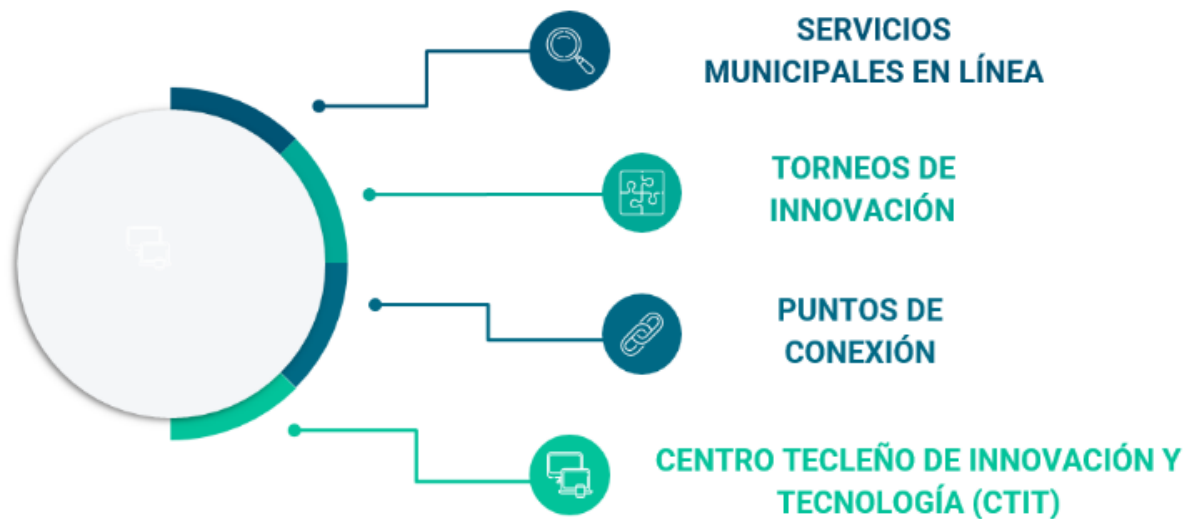 SERVICIOS
MUNICIPALES EN LÍNEA
TORNEOS DE
INNOVACIÓN
PUNTOS DE
CONEXIÓN
CENTRO TECLEÑO DE INNOVACIÓN Y
TECNOLOGÍA (CTIT)